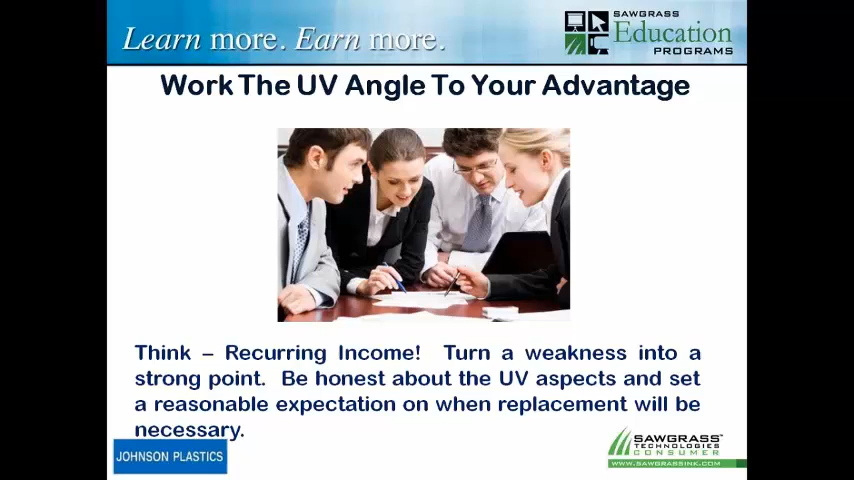 Learn more. Earn more.
SAWGRASS
Education
PROGRAMS
Work The UV Angle To Your Advantage
Think – Recurring Income! Turn a weakness into a
strong point. Be honest about the UV aspects and set
a reasonable expectation on when replacement will be
necessary.
JOHNSON PLASTICS
SAWGRASS™
TECHNOLOGIES
CONSUMER
WWW.SAWGRASSINK.COM